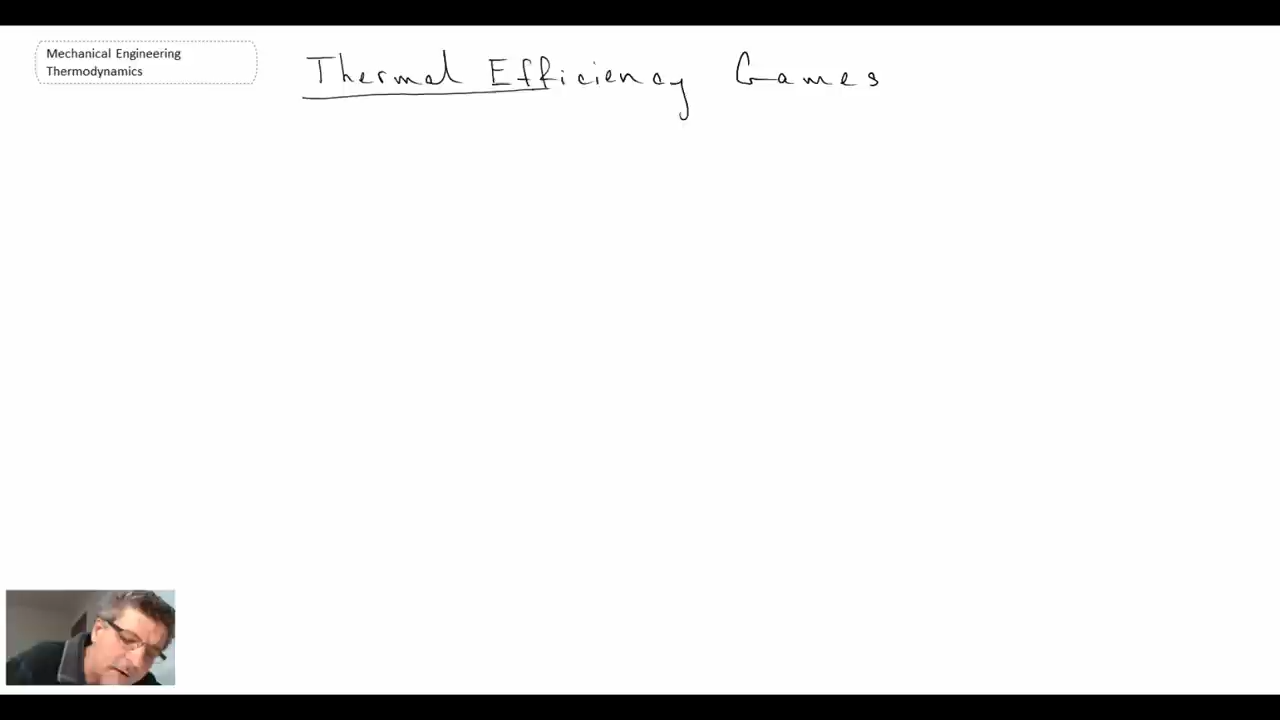 Mechanical Engineering
Thermodynamics
Thermal Efficiency Games